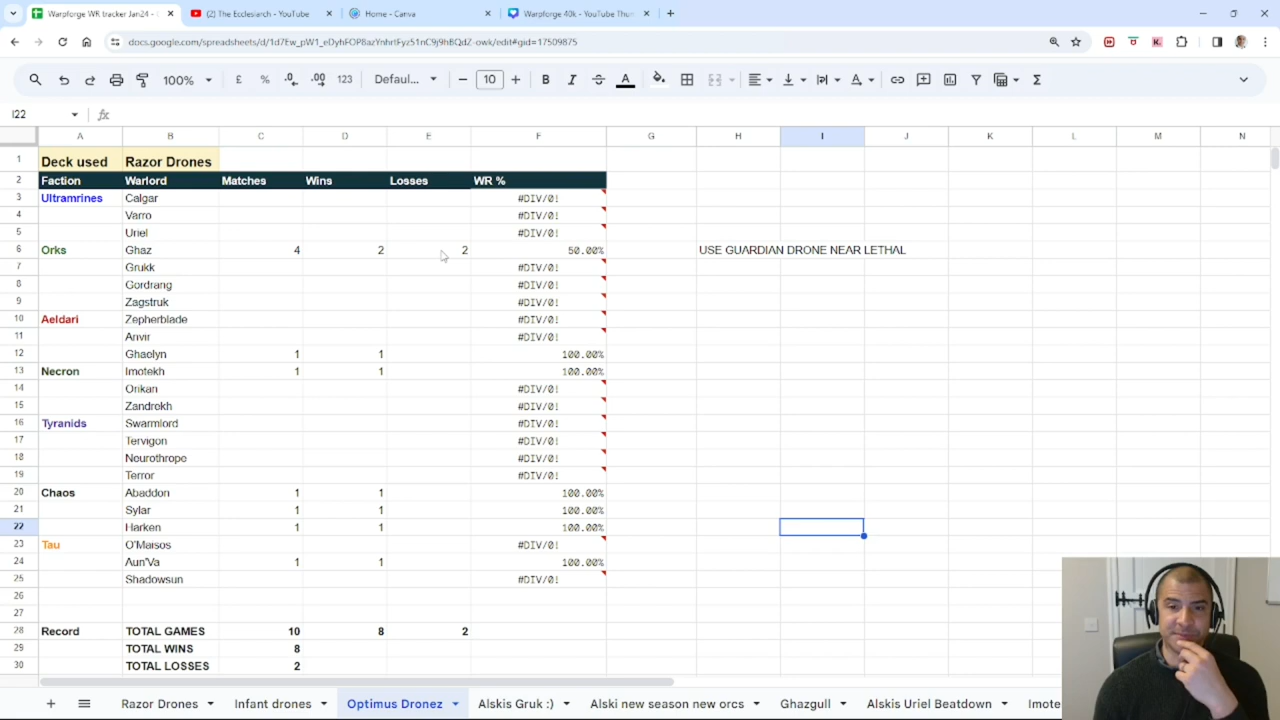 Warpforge WR tracker Jan24 - G
(2) The Ecclesiarch - YouTube
Home - Canva
Warpforge 40k - YouTube Thum
docs.google.com/spreadsheets/d/1d7Ew_pW1_eDyhFOP8azYnhrtFyz51nC9j9hBQdZ-owk/edit#gid=17509875
100% £ % .0 .00 123 Defaul... 10 B I A Σ
I22 fx
A B C D E F G H I J K L M N
1 Deck used Razor Drones
2 Faction Warlord Matches Wins Losses WR %
3 Ultramrines Calgar #DIV/0!
4 Varro #DIV/0!
5 Uriel #DIV/0!
6 Orks Ghaz 4 2 2 50.00% USE GUARDIAN DRONE NEAR LETHAL
7 Grukk #DIV/0!
8 Gordrang #DIV/0!
9 Zagstruk #DIV/0!
10 Aeldari Zepherblade #DIV/0!
11 Anvir #DIV/0!
12 Ghaelyn 1 1 100.00%
13 Necron Imotekh 1 1 100.00%
14 Orikan #DIV/0!
15 Zandrekh #DIV/0!
16 Tyranids Swarmlord #DIV/0!
17 Tervigon #DIV/0!
18 Neurothrope #DIV/0!
19 Terror #DIV/0!
20 Chaos Abaddon 1 1 100.00%
21 Sylar 1 1 100.00%
22 Harken 1 1 100.00%
23 Tau O'Marsos #DIV/0!
24 Aun'Va 1 1 100.00%
25 Shadowsun #DIV/0!
26
27
28 Record TOTAL GAMES 10 8 2
29 TOTAL WINS 8
30 TOTAL LOSSES 2
Razor Drones Infant drones Optimus Dronez Alskis Gruk :) Alski new season new orcs Ghazgull Alskis Uriel Beatdown Imote